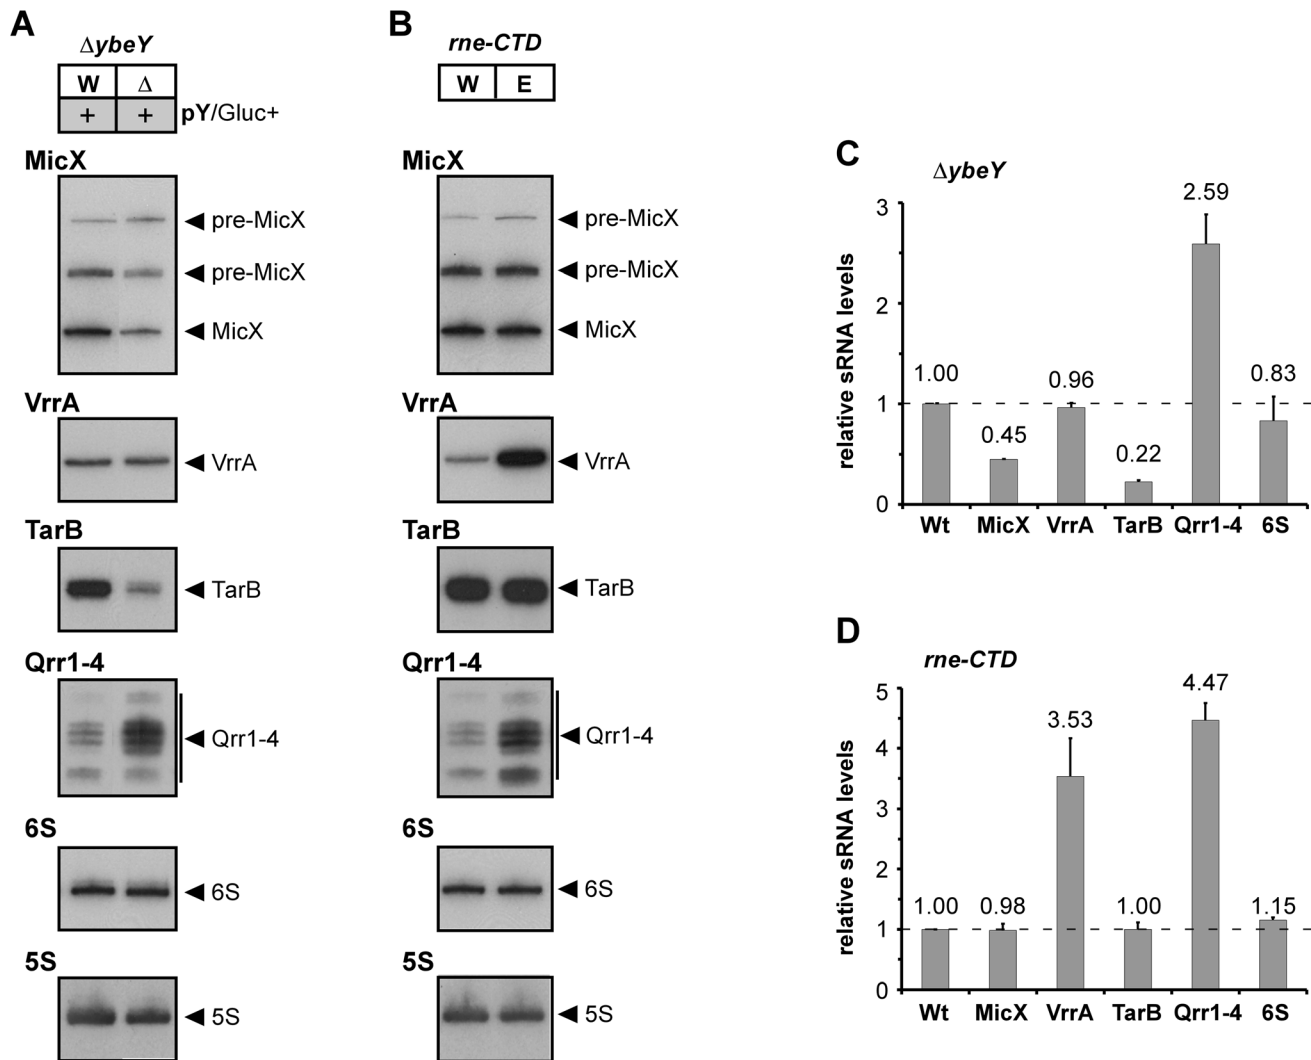 A
ΔybeY
W Δ
+ + pY/Gluc+
MicX
pre-MicX
pre-MicX
MicX
VrrA
VrrA
TarB
TarB
Qrr1-4
Qrr1-4
6S
6S
5S
5S
B
rne-CTD
W E
MicX
pre-MicX
pre-MicX
MicX
VrrA
VrrA
TarB
TarB
Qrr1-4
Qrr1-4
6S
6S
5S
5S
C
ΔybeY
relative sRNA levels
3
2
1
0
1.00 0.45 0.96 0.22 2.59 0.83
Wt MicX VrrA TarB Qrr1-4 6S
D
rne-CTD
relative sRNA levels
5
4
3
2
1
0
1.00 0.98 3.53 1.00 4.47 1.15
Wt MicX VrrA TarB Qrr1-4 6S